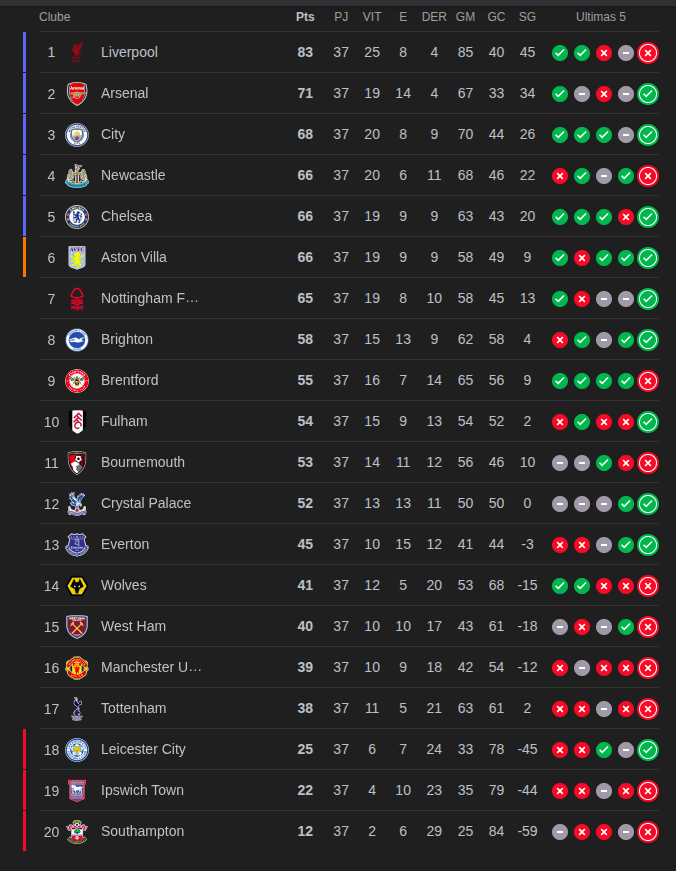 Clube Pts PJ VIT E DER GM GC SG Ultimas 5
1 Liverpool 83 37 25 8 4 85 40 45
2 Arsenal 71 37 19 14 4 67 33 34
3 City 68 37 20 8 9 70 44 26
4 Newcastle 66 37 20 6 11 68 46 22
5 Chelsea 66 37 19 9 9 63 43 20
6 Aston Villa 66 37 19 9 9 58 49 9
7 Nottingham F... 65 37 19 8 10 58 45 13
8 Brighton 58 37 15 13 9 62 58 4
9 Brentford 55 37 16 7 14 65 56 9
10 Fulham 54 37 15 9 13 54 52 2
11 Bournemouth 53 37 14 11 12 56 46 10
12 Crystal Palace 52 37 13 13 11 50 50 0
13 Everton 45 37 10 15 12 41 44 -3
14 Wolves 41 37 12 5 20 53 68 -15
15 West Ham 40 37 10 10 17 43 61 -18
16 Manchester U... 39 37 10 9 18 42 54 -12
17 Tottenham 38 37 11 5 21 63 61 2
18 Leicester City 25 37 6 7 24 33 78 -45
19 Ipswich Town 22 37 4 10 23 35 79 -44
20 Southampton 12 37 2 6 29 25 84 -59